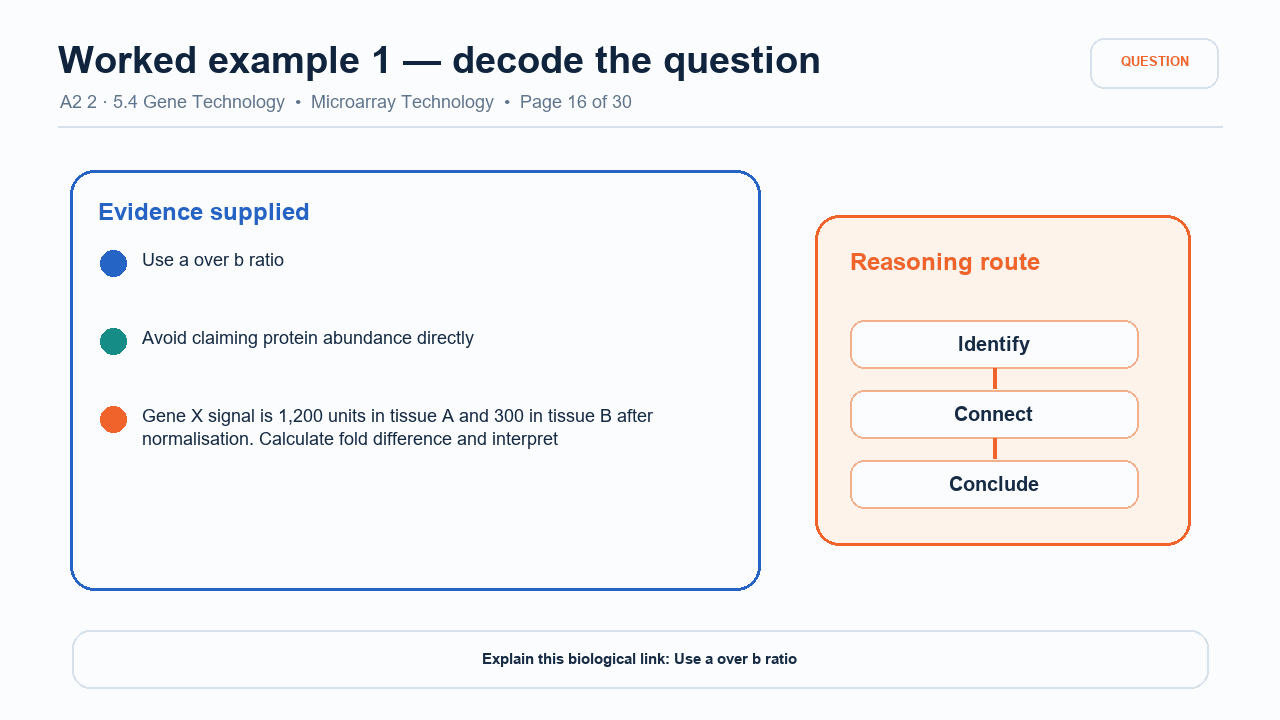 Worked example 1 — decode the question
QUESTION
A2 2 · 5.4 Gene Technology • Microarray Technology • Page 16 of 30
Evidence supplied
Use a over b ratio
Avoid claiming protein abundance directly
Gene X signal is 1,200 units in tissue A and 300 in tissue B after
normalisation. Calculate fold difference and interpret
Reasoning route
Identify
Connect
Conclude
Explain this biological link: Use a over b ratio